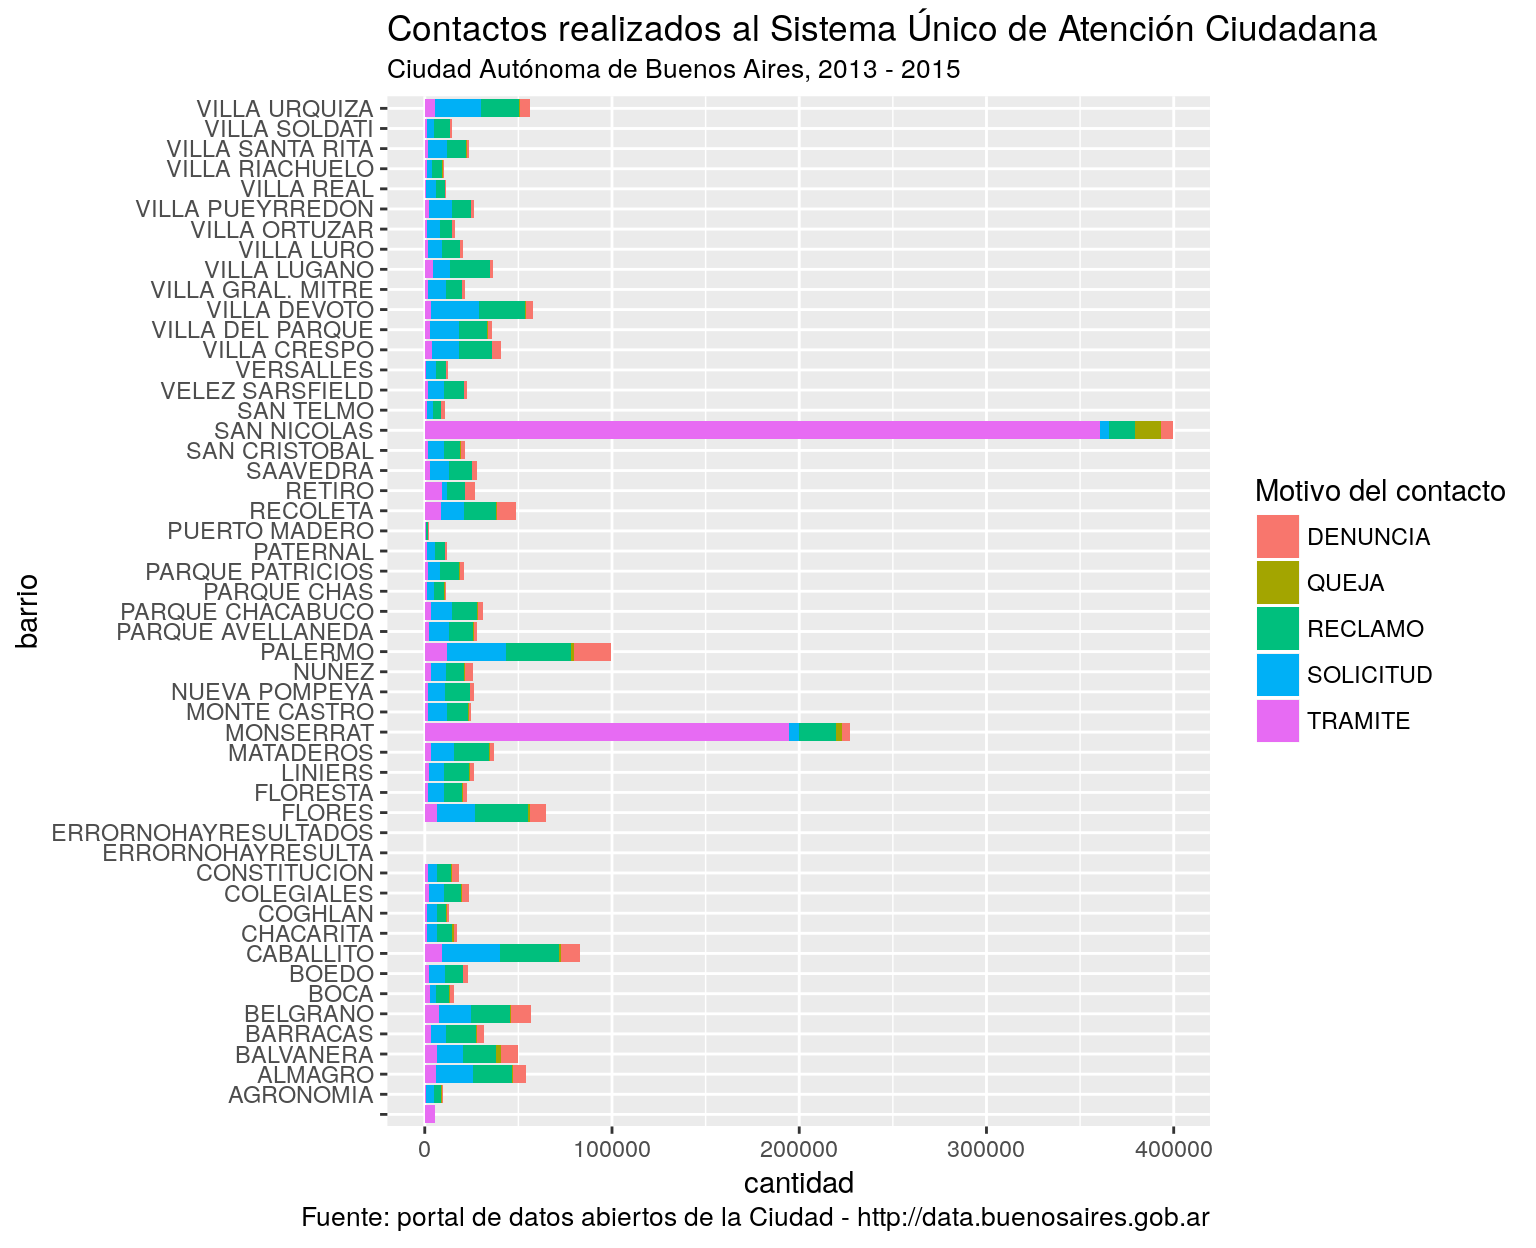 Contactos realizados al Sistema Único de Atención Ciudadana
Ciudad Autónoma de Buenos Aires, 2013 - 2015
barrio
VILLA URQUIZA
VILLA SOLDATI
VILLA SANTA RITA
VILLA RIACHUELO
VILLA REAL
VILLA PUEYRREDON
VILLA ORTUZAR
VILLA LURO
VILLA LUGANO
VILLA GRAL. MITRE
VILLA DEVOTO
VILLA DEL PARQUE
VILLA CRESPO
VERSALLES
VELEZ SARSFIELD
SAN TELMO
SAN NICOLAS
SAN CRISTOBAL
SAAVEDRA
RETIRO
RECOLETA
PUERTO MADERO
PATERNAL
PARQUE PATRICIOS
PARQUE CHAS
PARQUE CHACABUCO
PARQUE AVELLANEDA
PALERMO
NUÑEZ
NUEVA POMPEYA
MONTE CASTRO
MONSERRAT
MATADEROS
LINIERS
FLORESTA
FLORES
ERRORNOHAYRESULTADOS
ERRORNOHAYRESULTA
CONSTITUCION
COLEGIALES
COGHLAN
CHACARITA
CABALLITO
BOEDO
BOCA
BELGRANO
BARRACAS
BALVANERA
ALMAGRO
AGRONOMIA
0 100000 200000 300000 400000
cantidad
Motivo del contacto
DENUNCIA
QUEJA
RECLAMO
SOLICITUD
TRAMITE
Fuente: portal de datos abiertos de la Ciudad - http://data.buenosaires.gob.ar